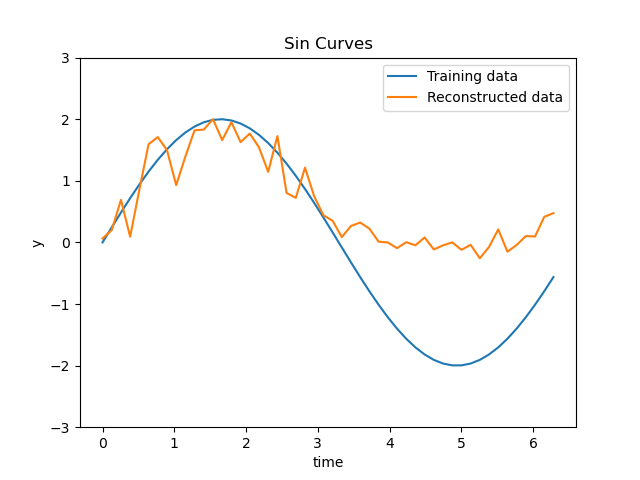 Sin Curves
Training data
Reconstructed data
3
2
1
0
−1
−2
−3
y
0 1 2 3 4 5 6
time